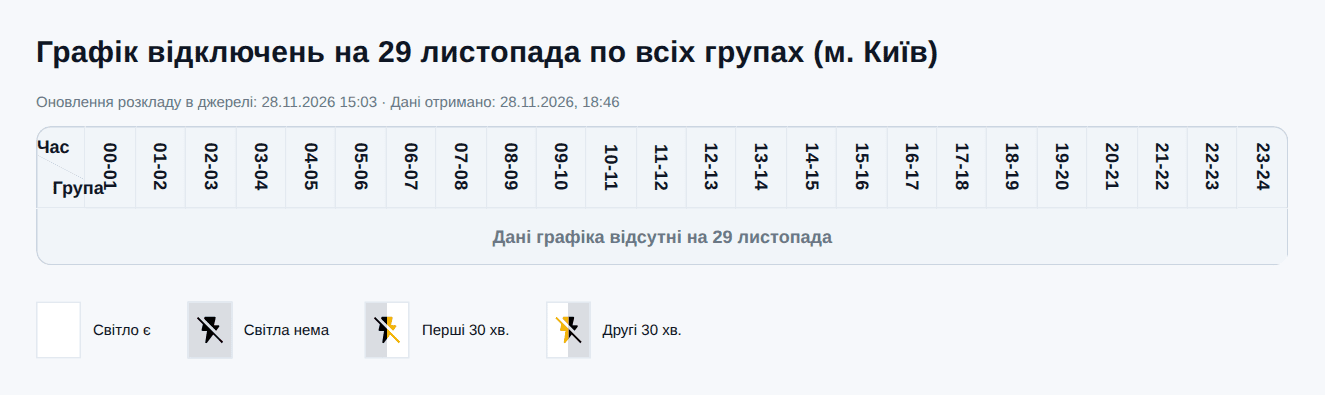 Графік відключень на 29 листопада по всіх групах (м. Київ)
Оновлення розкладу в джерелі: 28.11.2026 15:03 · Дані отримано: 28.11.2026, 18:46
Час
Група
00-01 01-02 02-03 03-04 04-05 05-06 06-07 07-08 08-09 09-10 10-11 11-12 12-13 13-14 14-15 15-16 16-17 17-18 18-19 19-20 20-21 21-22 22-23 23-24
Дані графіка відсутні на 29 листопада
Світло є Світла нема Перші 30 хв. Другі 30 хв.